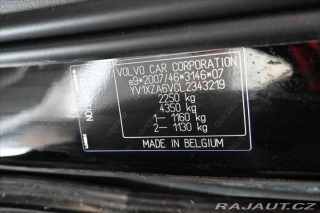 VOLVO CAR CORPORATION
e9*2007/46*3146*07
YV1XZA6VCL2343219
2250 kg
4350 kg
1— 1160 kg
2— 1130 kg
MADE IN BELGIUM
RAJAUT.CZ